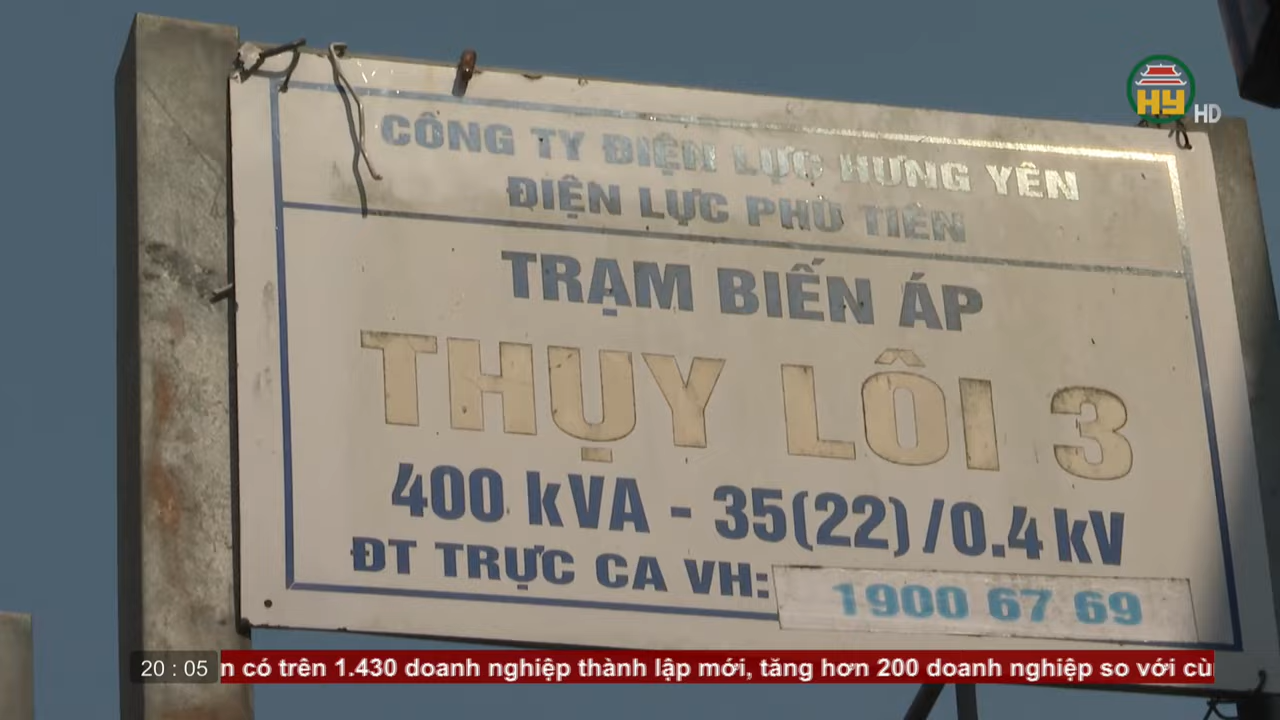 HY HD
CÔNG TY ĐIỆN LỰC HƯNG YÊN
ĐIỆN LỰC PHÙ TIÊN
TRẠM BIẾN ÁP
THỤY LÔI 3
400 kVA - 35(22)/0.4 kV
ĐT TRỰC CA VH: 1900 67 69
20 : 05 n có trên 1.430 doanh nghiệp thành lập mới, tăng hơn 200 doanh nghiệp so với cù